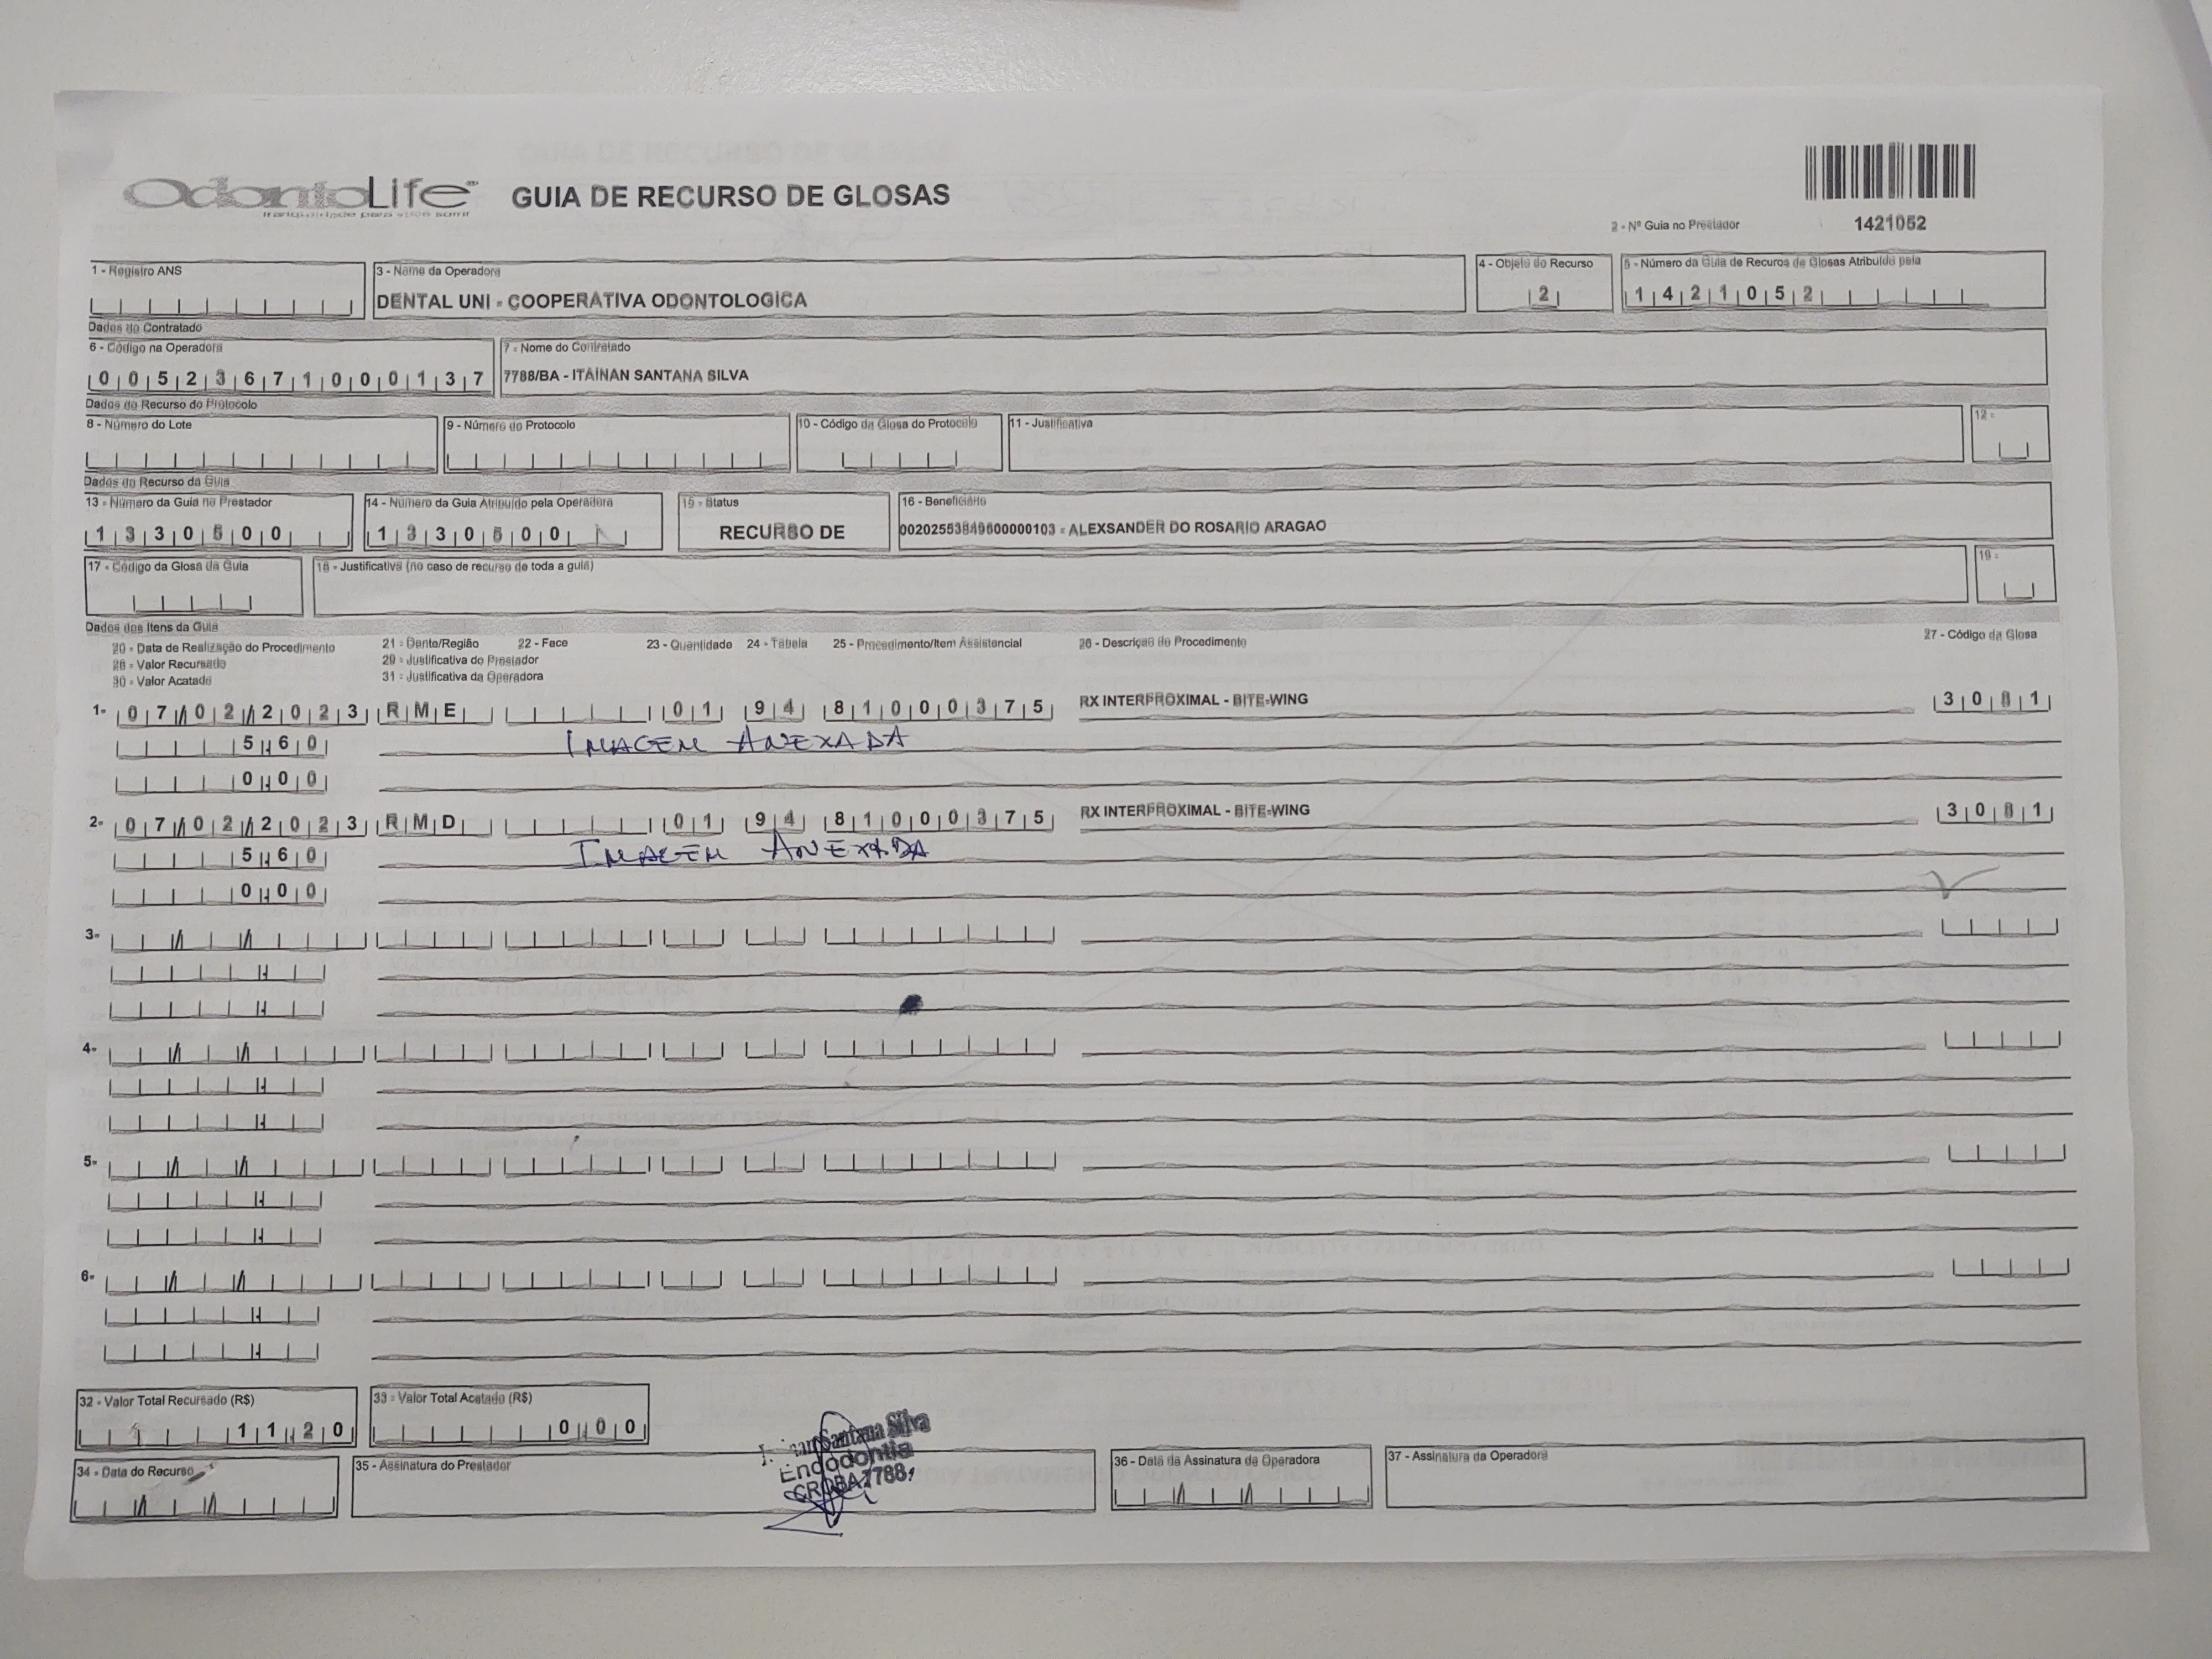 OdontoLife GUIA DE RECURSO DE GLOSAS
tranquilidade para você sorrir
2 - Nº Guia no Prestador 1421052
1 - Registro ANS
3 - Nome da Operadora
DENTAL UNI - COOPERATIVA ODONTOLOGICA
4 - Objeto do Recurso
2
5 - Número da Guia de Recuros de Glosas Atribuído pela
1421052
Dados do Contratado
6 - Código na Operadora
00523671000137
7 - Nome do Contratado
7788/BA - ITAINAN SANTANA SILVA
Dados do Recurso do Protocolo
8 - Número do Lote
9 - Número do Protocolo
10 - Código da Glosa do Protocolo
11 - Justificativa
12 -
Dados do Recurso da Guia
13 - Número da Guia no Prestador
1330500
14 - Número da Guia Atribuído pela Operadora
1330500
15 - Status
RECURSO DE
16 - Beneficiário
ALEXSANDER DO ROSARIO ARAGAO
17 - Código da Glosa da Guia
18 - Justificativa (no caso de recurso de toda a guia)
19 -
Dados dos Itens da Guia
20 - Data de Realização do Procedimento 21 - Dente/Região 22 - Face 23 - Quantidade 24 - Tabela 25 - Procedimento/Item Assistencial 26 - Descrição do Procedimento 27 - Código da Glosa
28 - Valor Recursado 29 - Justificativa do Prestador
30 - Valor Acatado 31 - Justificativa da Operadora
1- 07/02/2023 RME 01 94 81000375 RX INTERPROXIMAL - BITE-WING 3081
5,60 IMAGEM ANEXADA
0,00
2- 07/02/2023 RMD 01 94 81000375 RX INTERPROXIMAL - BITE-WING 3081
5,60 IMAGEM ANEXADA
0,00
3-
4-
5-
6-
32 - Valor Total Recursado (R$)
11,20
33 - Valor Total Acatado (R$)
0,00
34 - Data do Recurso
35 - Assinatura do Prestador
Santana Silva
Endodontia
CROBA 7788
36 - Data da Assinatura da Operadora
37 - Assinatura da Operadora